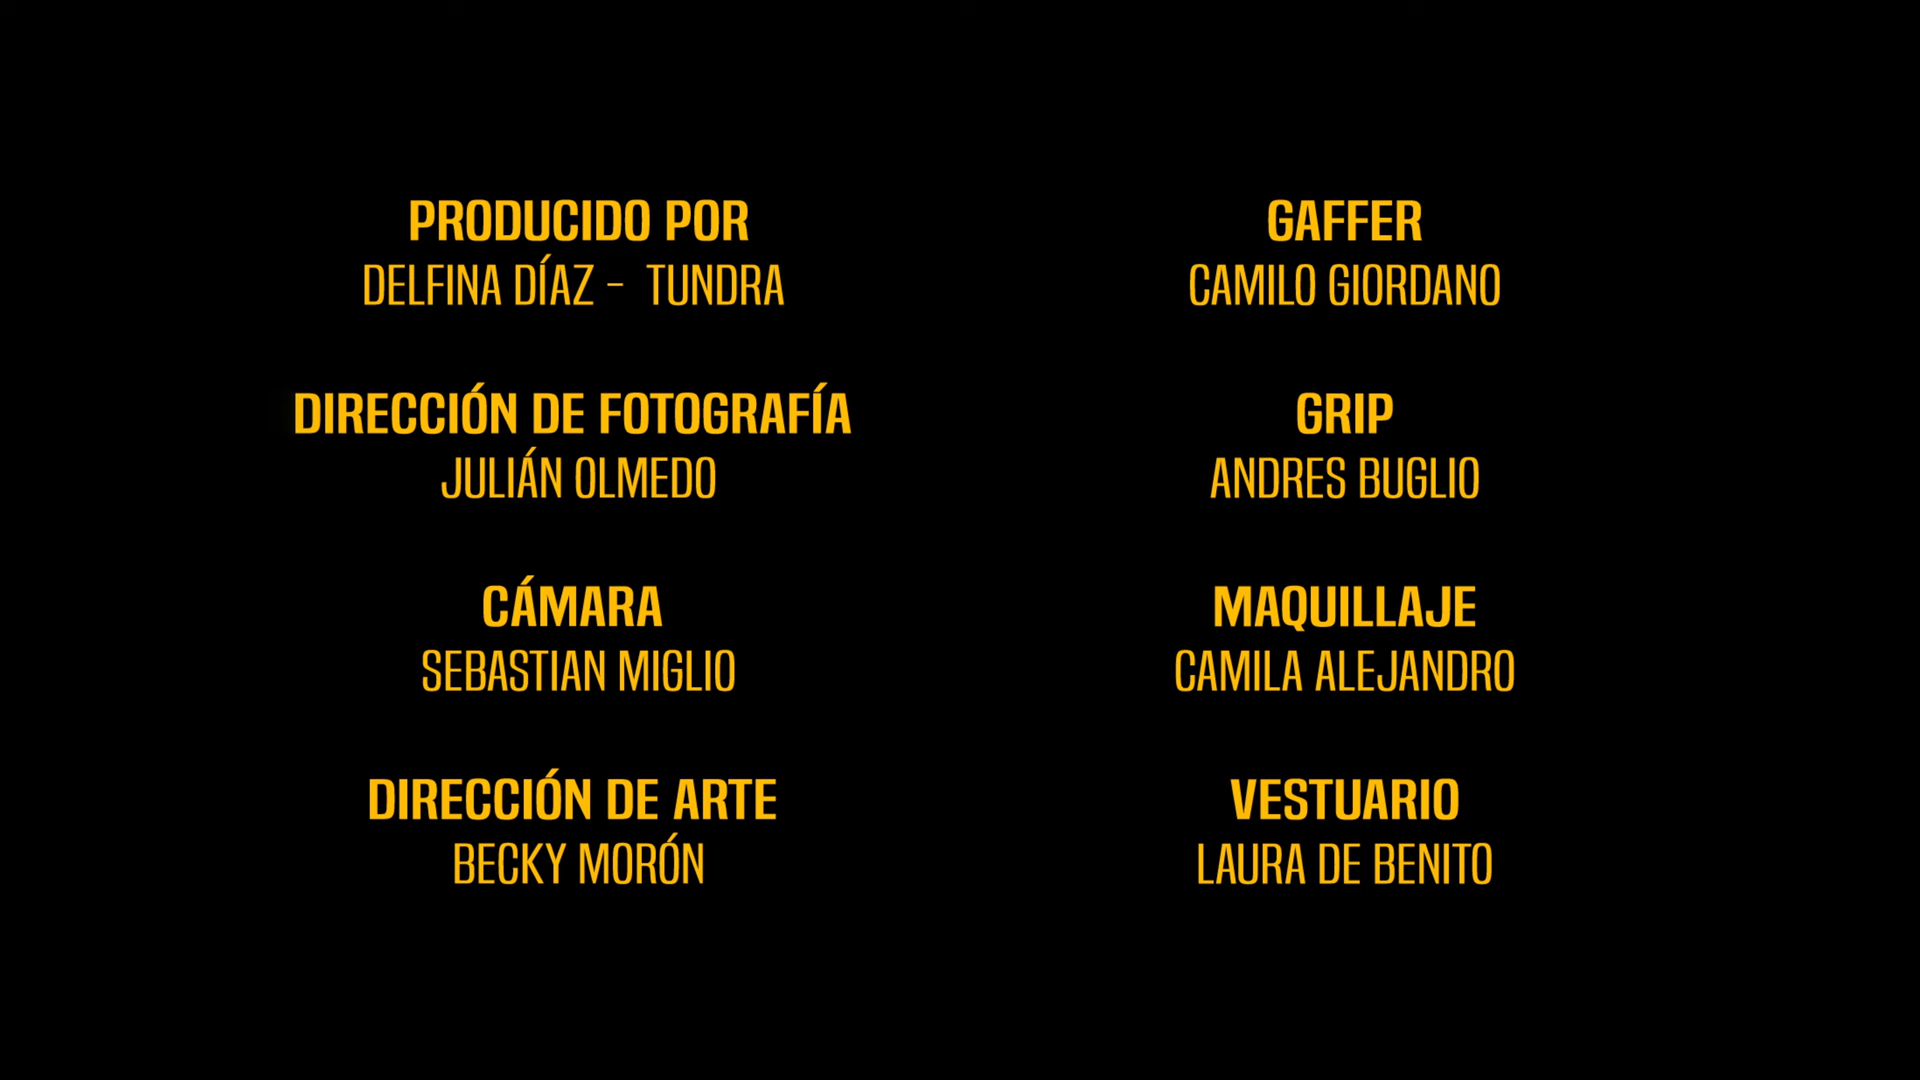 PRODUCIDO POR
DELFINA DÍAZ - TUNDRA
DIRECCIÓN DE FOTOGRAFÍA
JULIÁN OLMEDO
CÁMARA
SEBASTIAN MIGLIO
DIRECCIÓN DE ARTE
BECKY MORÓN
GAFFER
CAMILO GIORDANO
GRIP
ANDRES BUGLIO
MAQUILLAJE
CAMILA ALEJANDRO
VESTUARIO
LAURA DE BENITO